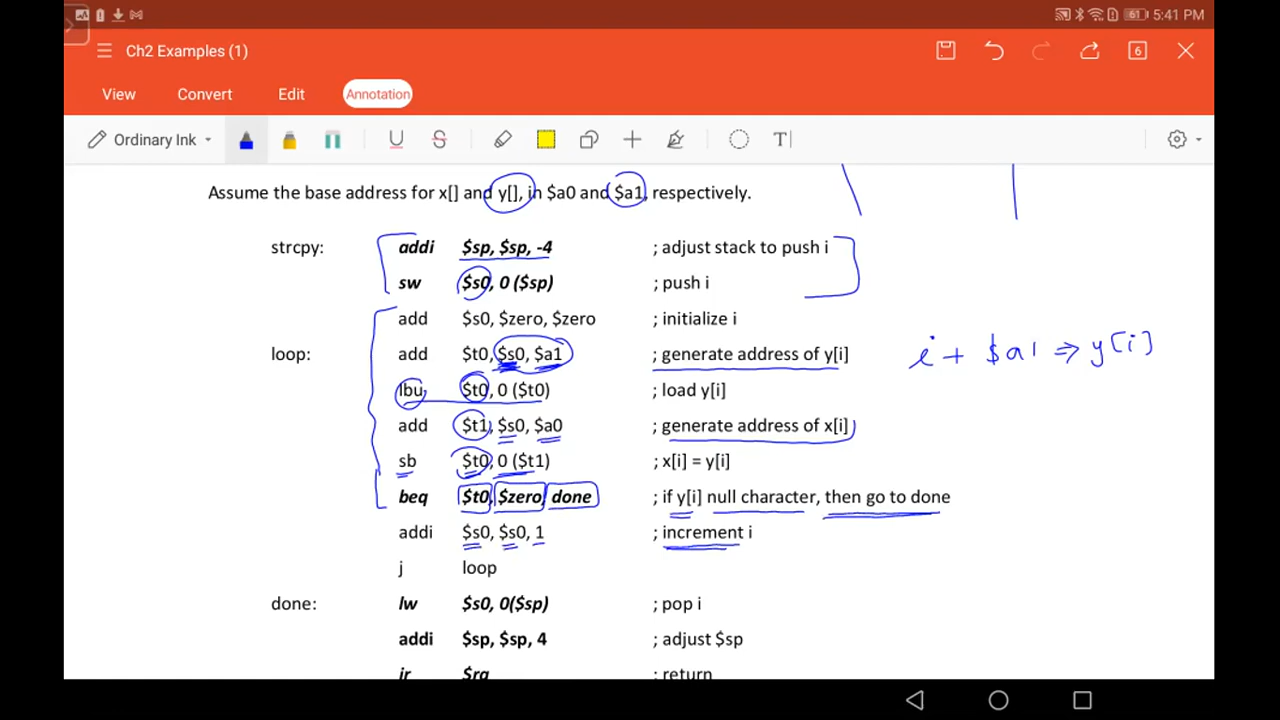 61 5:41 PM
Ch2 Examples (1)
6
View Convert Edit Annotation
Ordinary Ink U S T
Assume the base address for x[] and y[], in $a0 and $a1, respectively.
strcpy: addi $sp, $sp, -4 ; adjust stack to push i
sw $s0, 0 ($sp) ; push i
add $s0, $zero, $zero ; initialize i
loop: add $t0, $s0, $a1 ; generate address of y[i] i + $a1 ⇒ y[i]
lbu $t0, 0 ($t0) ; load y[i]
add $t1, $s0, $a0 ; generate address of x[i]
sb $t0, 0 ($t1) ; x[i] = y[i]
beq $t0, $zero, done ; if y[i] null character, then go to done
addi $s0, $s0, 1 ; increment i
j loop
done: lw $s0, 0($sp) ; pop i
addi $sp, $sp, 4 ; adjust $sp
jr $ra ; return